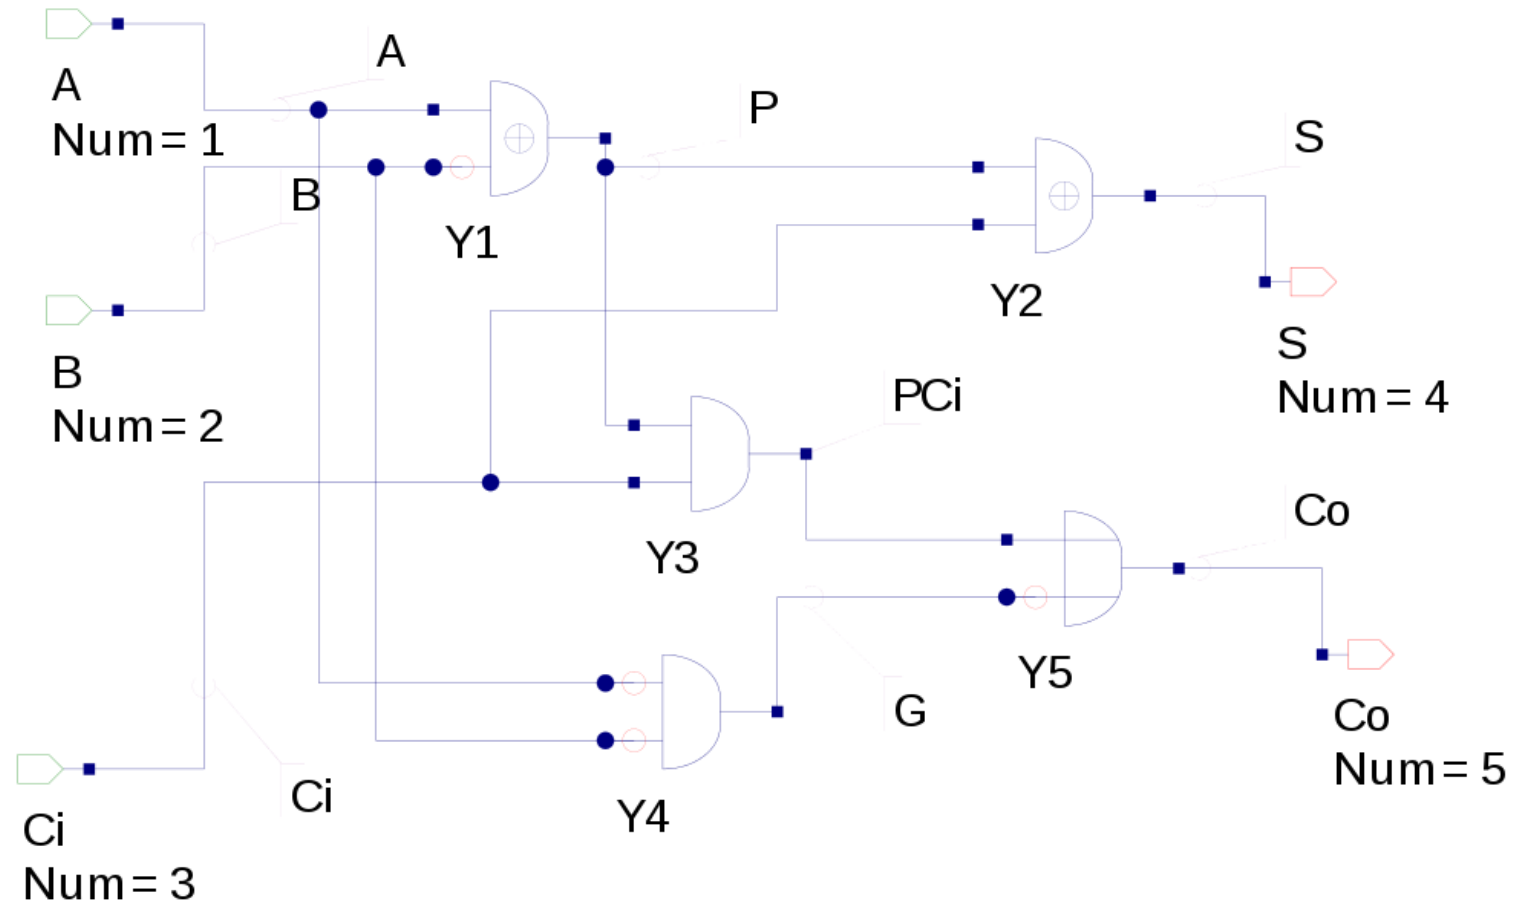 A
Num= 1
A
B
Y1
P
S
B
Num= 2
Y2
S
Num= 4
PCi
Y3
Co
Y5
G
Co
Num= 5
Ci
Num= 3
Ci
Y4